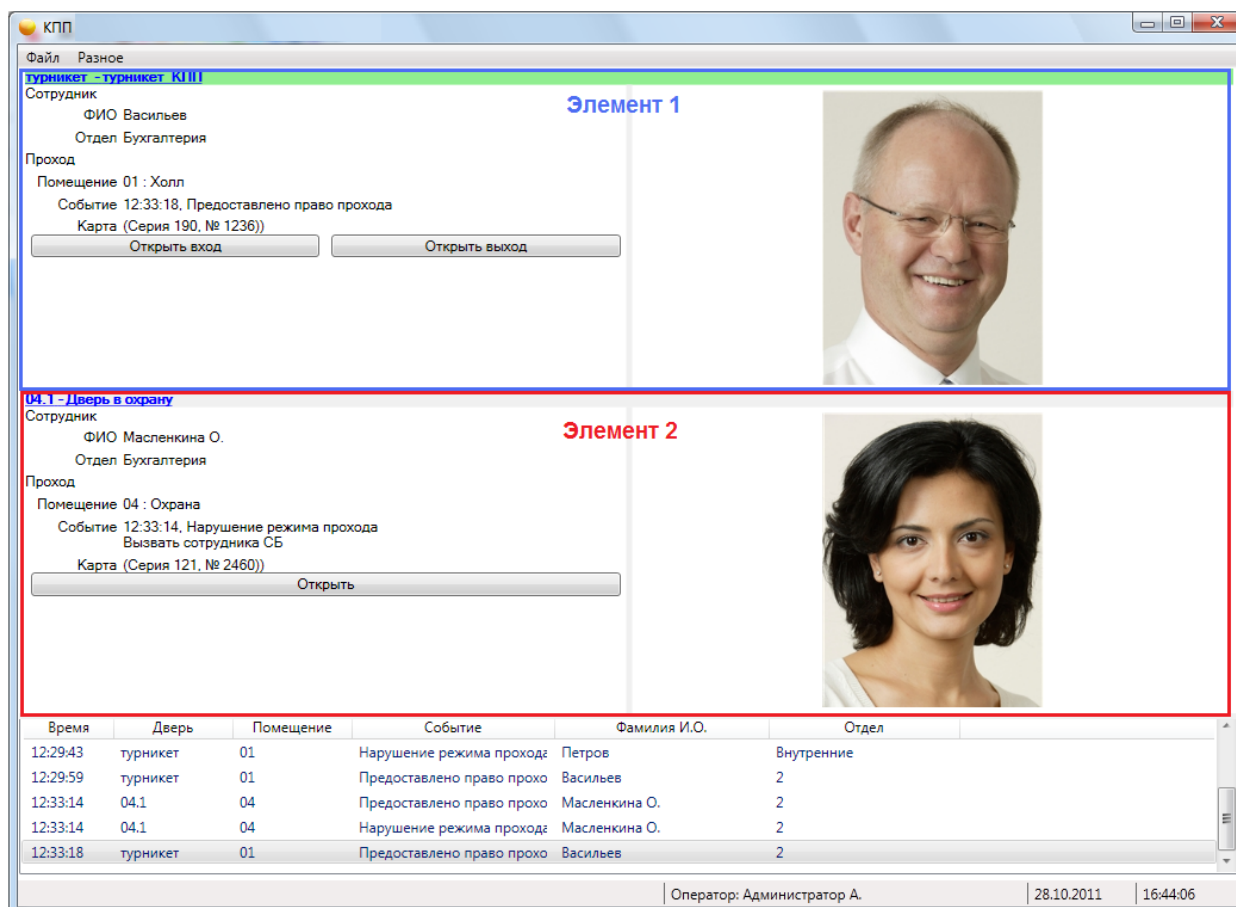 КПП
Файл Разное
турникет - турникет КПП
Сотрудник
Элемент 1
ФИО Васильев
Отдел Бухгалтерия
Проход
Помещение 01 : Холл
Событие 12:33:18, Предоставлено право прохода
Карта (Серия 190, № 1236))
Открыть вход Открыть выход
04.1 - Дверь в охрану
Сотрудник
Элемент 2
ФИО Масленкина О.
Отдел Бухгалтерия
Проход
Помещение 04 : Охрана
Событие 12:33:14, Нарушение режима прохода
Вызвать сотрудника СБ
Карта (Серия 121, № 2460))
Открыть
Время Дверь Помещение Событие Фамилия И.О. Отдел
12:29:43 турникет 01 Нарушение режима прохода Петров Внутренние
12:29:59 турникет 01 Предоставлено право прохо Васильев 2
12:33:14 04.1 04 Предоставлено право прохо Масленкина О. 2
12:33:14 04.1 04 Нарушение режима прохода Масленкина О. 2
12:33:18 турникет 01 Предоставлено право прохо Васильев 2
Оператор: Администратор А. 28.10.2011 16:44:06